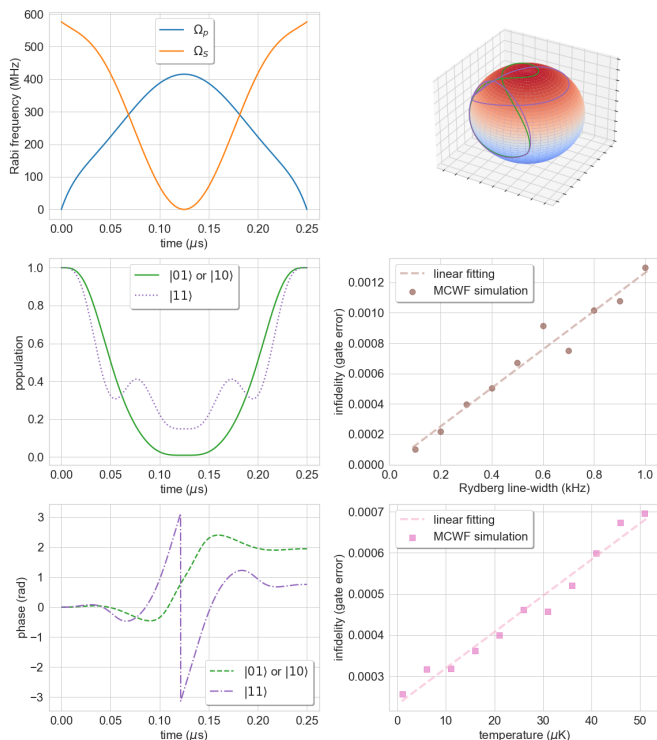 600
500
400
300
200
100
0
Rabi frequency (MHz)
Ωp
ΩS
0.00 0.05 0.10 0.15 0.20 0.25
time (μs)
1.0
0.8
0.6
0.4
0.2
0.0
population
|01⟩ or |10⟩
|11⟩
0.00 0.05 0.10 0.15 0.20 0.25
time (μs)
0.0012
0.0010
0.0008
0.0006
0.0004
0.0002
0.0000
infidelity (gate error)
linear fitting
MCWF simulation
0.0 0.2 0.4 0.6 0.8 1.0
Rydberg line-width (kHz)
3
2
1
0
−1
−2
−3
phase (rad)
|01⟩ or |10⟩
|11⟩
0.00 0.05 0.10 0.15 0.20 0.25
time (μs)
0.0007
0.0006
0.0005
0.0004
0.0003
infidelity (gate error)
linear fitting
MCWF simulation
0 10 20 30 40 50
temperature (μK)